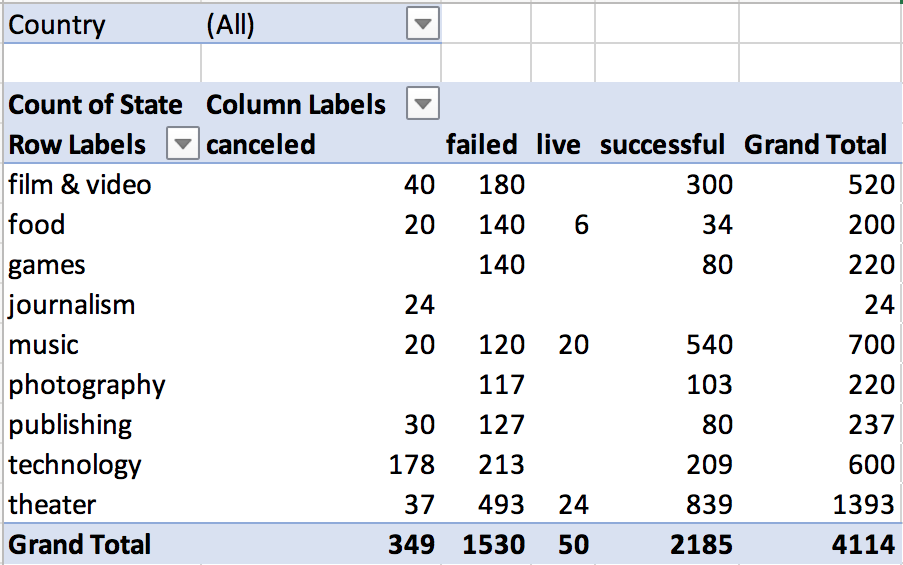 Country (All)
Count of State Column Labels
Row Labels canceled failed live successful Grand Total
film & video 40 180 300 520
food 20 140 6 34 200
games 140 80 220
journalism 24 24
music 20 120 20 540 700
photography 117 103 220
publishing 30 127 80 237
technology 178 213 209 600
theater 37 493 24 839 1393
Grand Total 349 1530 50 2185 4114